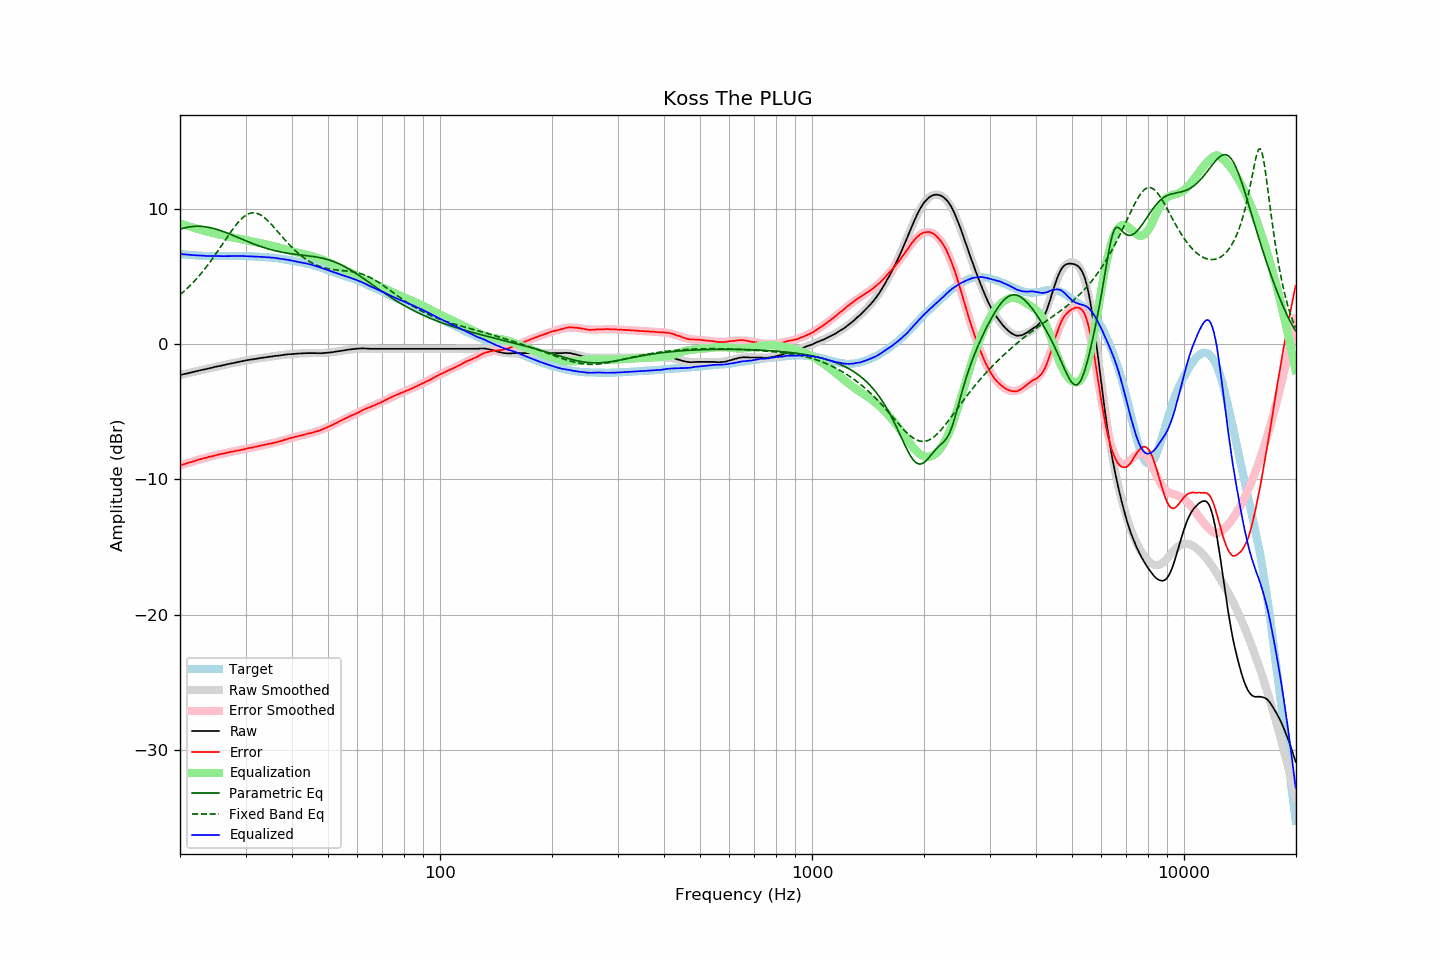 Koss The PLUG
Amplitude (dBr)
10
0
−10
−20
−30
Target
Raw Smoothed
Error Smoothed
Raw
Error
Equalization
Parametric Eq
Fixed Band Eq
Equalized
100
1000
10000
Frequency (Hz)